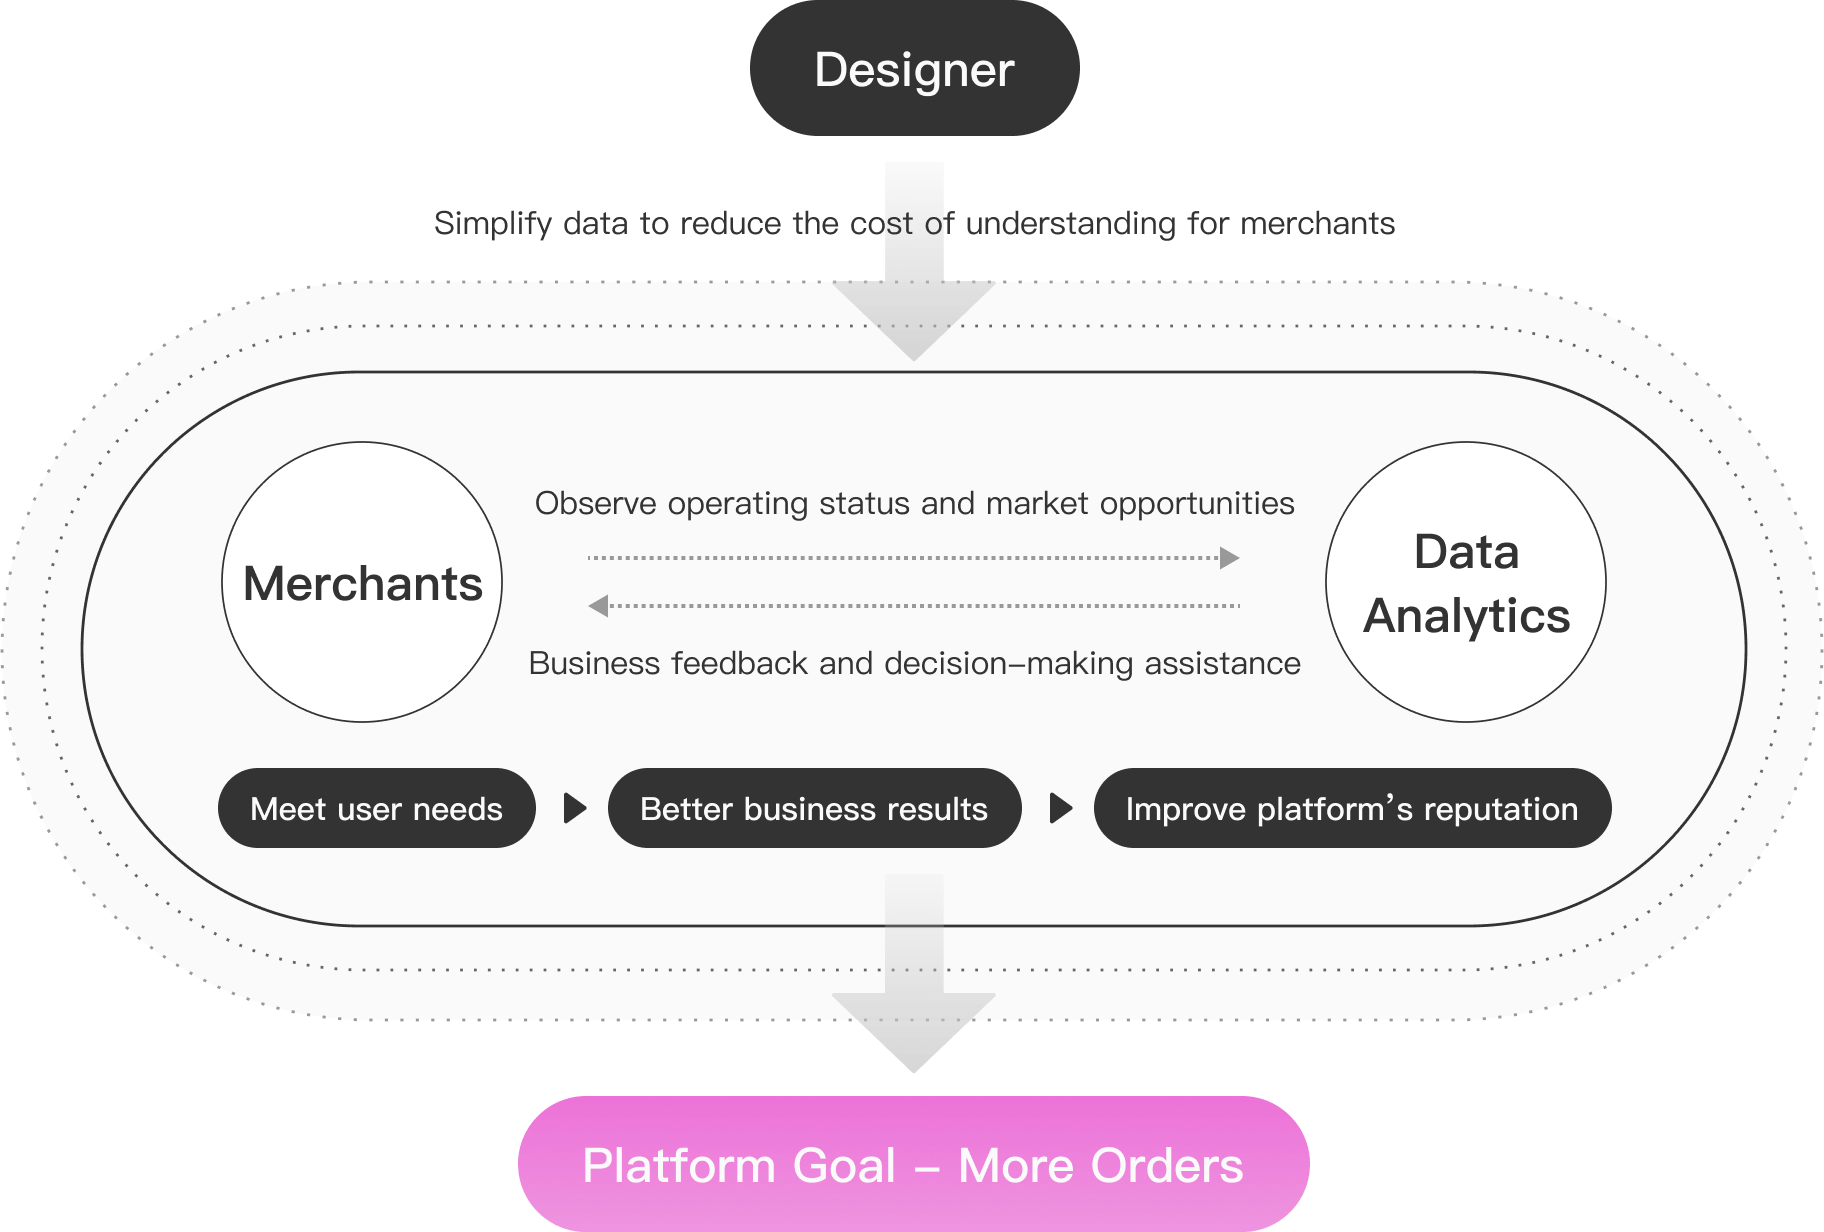 Designer
Simplify data to reduce the cost of understanding for merchants
Observe operating status and market opportunities
Merchants
Data
Analytics
Business feedback and decision–making assistance
Meet user needs
Better business results
Improve platform’s reputation
Platform Goal – More Orders